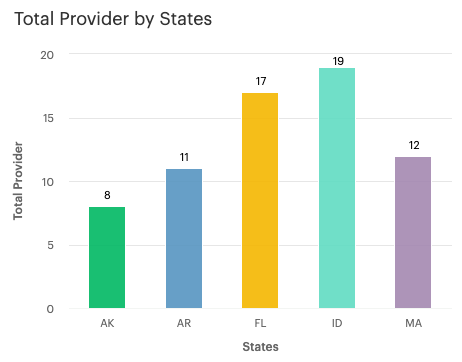 Total Provider by States
20
15
10
5
0
Total Provider
8
11
17
19
12
AK
AR
FL
ID
MA
States